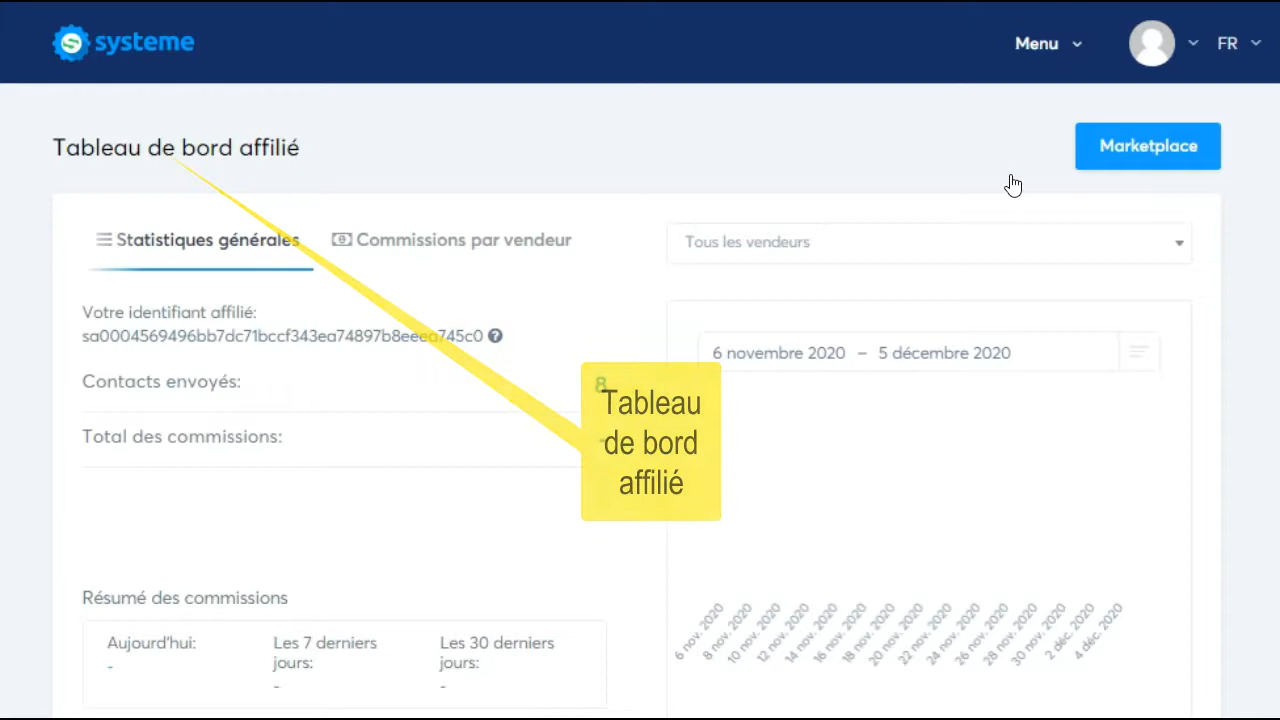 systeme
Menu
FR
Tableau de bord affilié
Marketplace
Statistiques générales
Commissions par vendeur
Tous les vendeurs
Votre identifiant affilié:
sa0004569496bb7dc71bccf343ea74897b8eeea745c0
6 novembre 2020 – 5 décembre 2020
Contacts envoyés:
8
Total des commissions:
-
Tableau
de bord
affilié
Résumé des commissions
Aujourd'hui:
-
Les 7 derniers
jours:
-
Les 30 derniers
jours:
-
6 nov. 2020
8 nov. 2020
10 nov. 2020
12 nov. 2020
14 nov. 2020
16 nov. 2020
18 nov. 2020
20 nov. 2020
22 nov. 2020
24 nov. 2020
26 nov. 2020
28 nov. 2020
30 nov. 2020
2 déc. 2020
4 déc. 2020